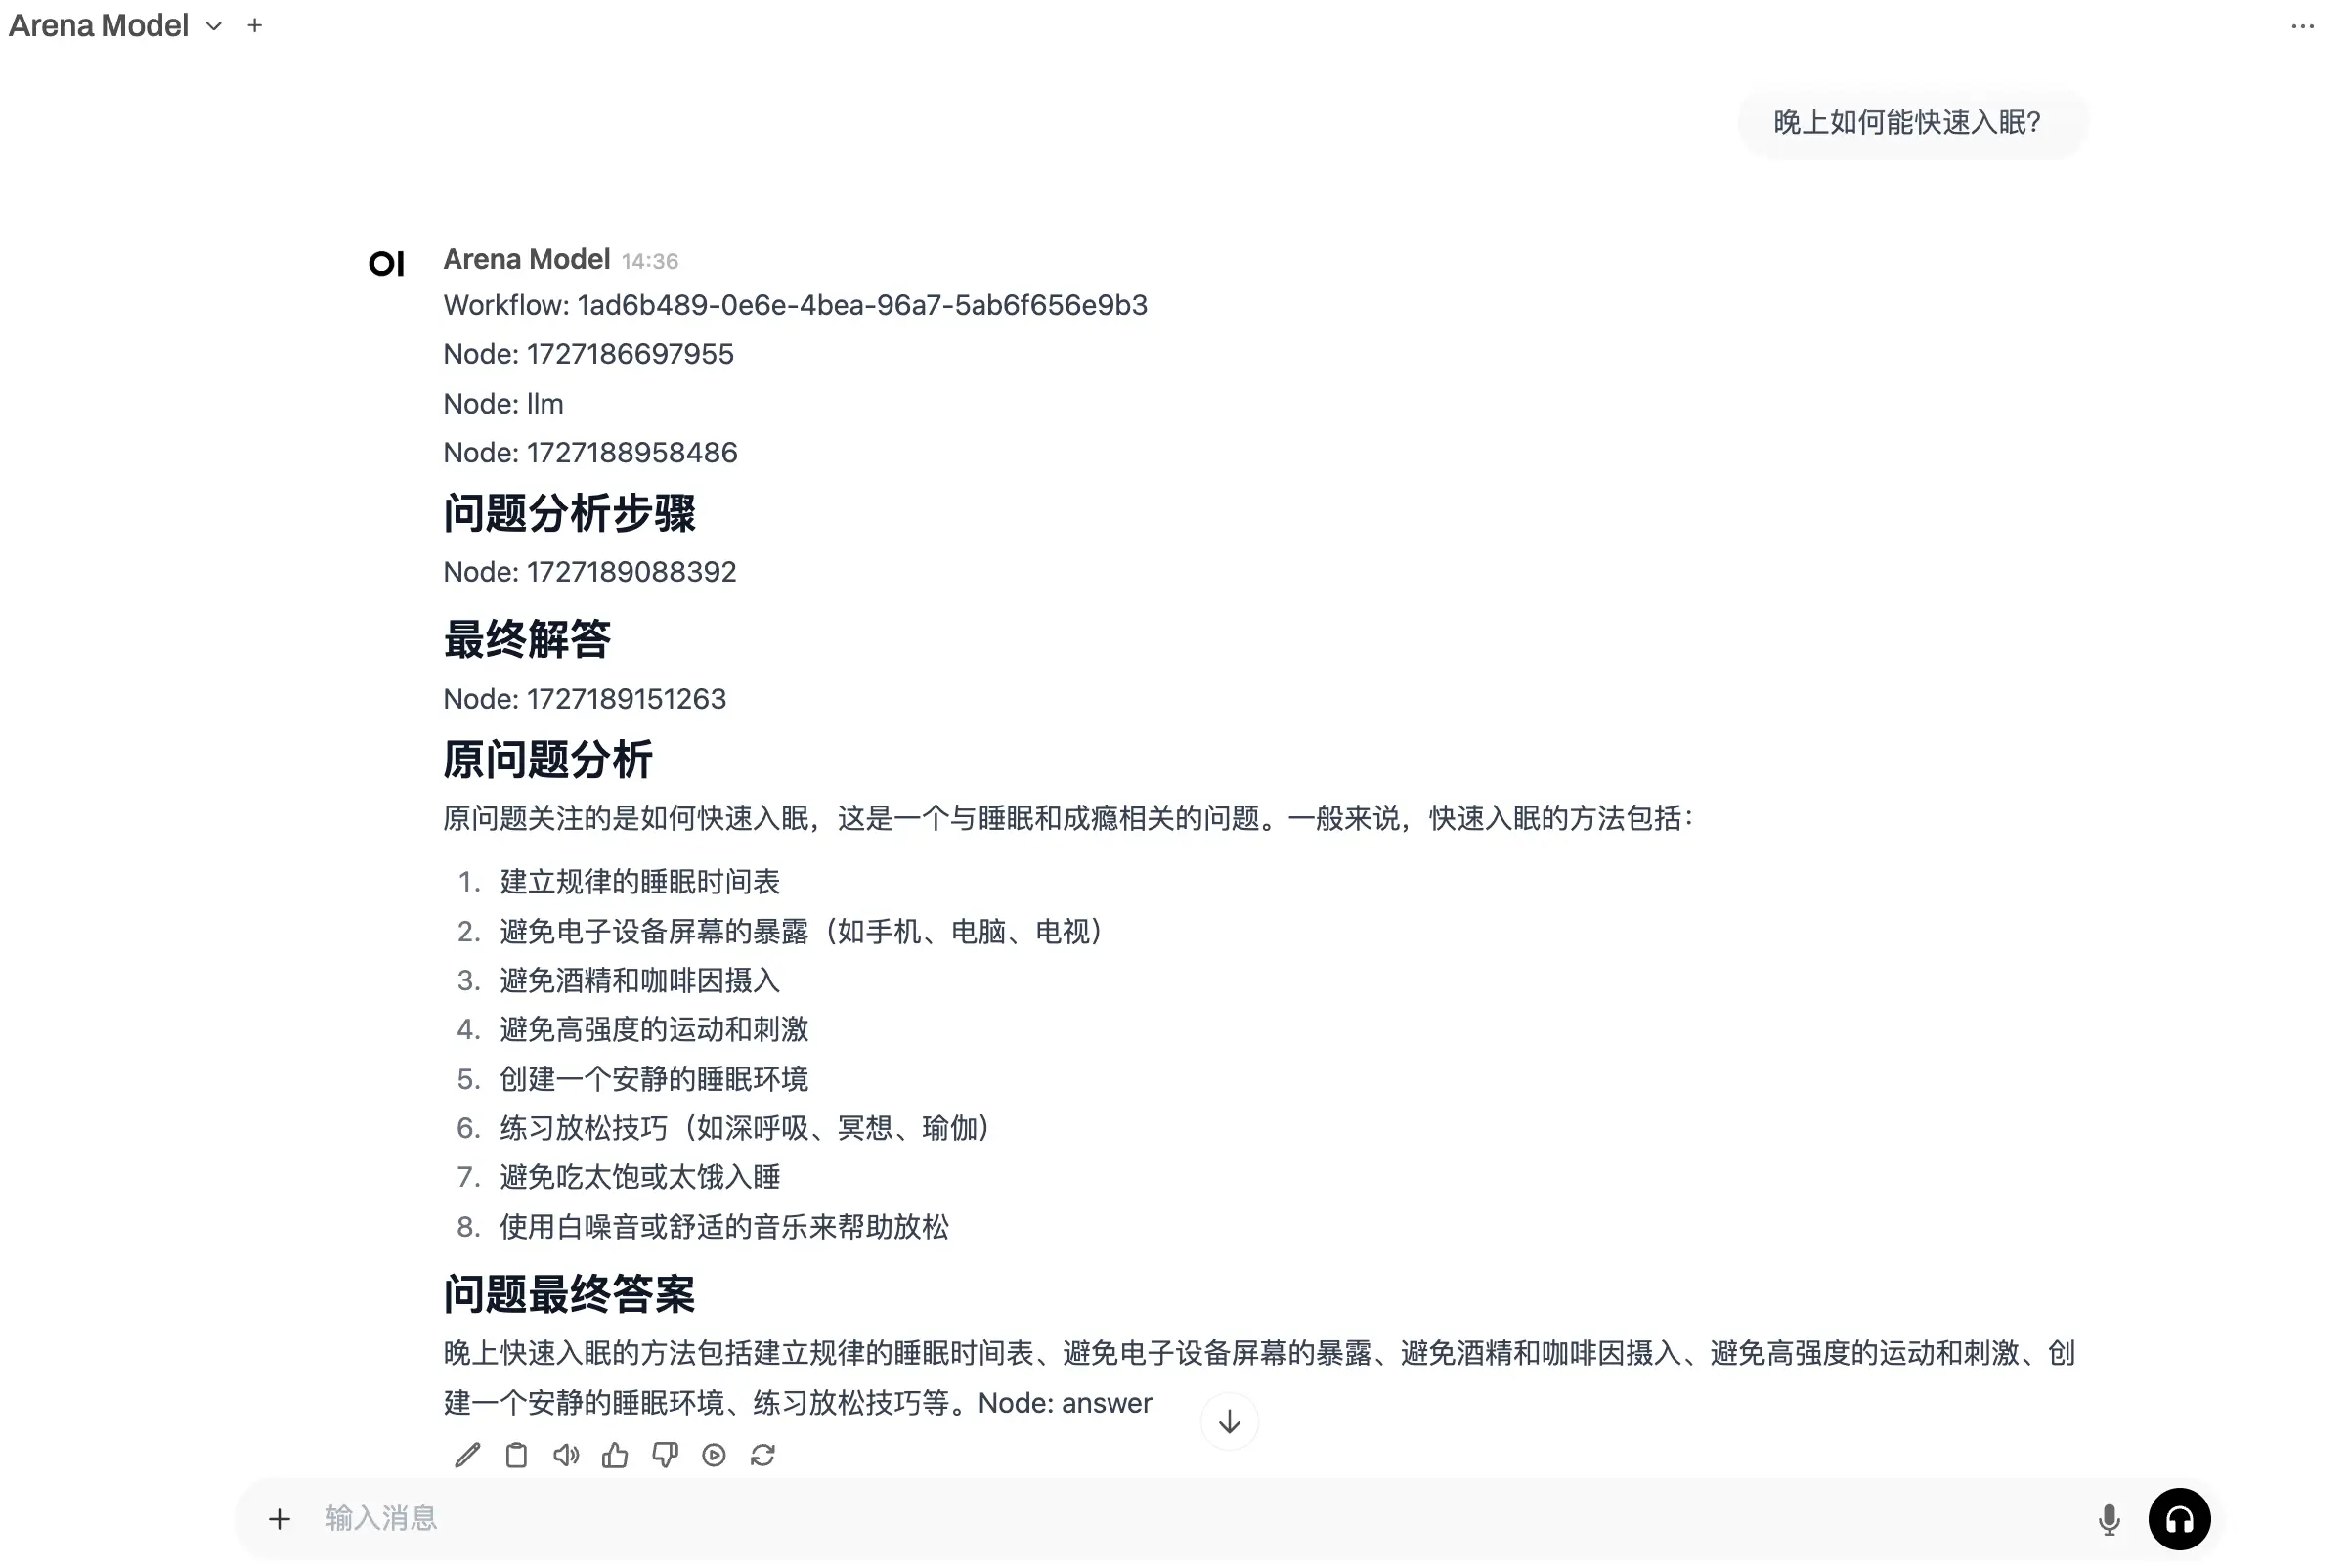 Arena Model
晚上如何能快速入眠?
OI
Arena Model 14:36
Workflow: 1ad6b489-0e6e-4bea-96a7-5ab6f656e9b3
Node: 1727186697955
Node: llm
Node: 1727188958486
问题分析步骤
Node: 1727189088392
最终解答
Node: 1727189151263
原问题分析
原问题关注的是如何快速入眠，这是一个与睡眠和成瘾相关的问题。一般来说，快速入眠的方法包括：
1. 建立规律的睡眠时间表
2. 避免电子设备屏幕的暴露（如手机、电脑、电视）
3. 避免酒精和咖啡因摄入
4. 避免高强度的运动和刺激
5. 创建一个安静的睡眠环境
6. 练习放松技巧（如深呼吸、冥想、瑜伽）
7. 避免吃太饱或太饿入睡
8. 使用白噪音或舒适的音乐来帮助放松
问题最终答案
晚上快速入眠的方法包括建立规律的睡眠时间表、避免电子设备屏幕的暴露、避免酒精和咖啡因摄入、避免高强度的运动和刺激、创
建一个安静的睡眠环境、练习放松技巧等。Node: answer
输入消息